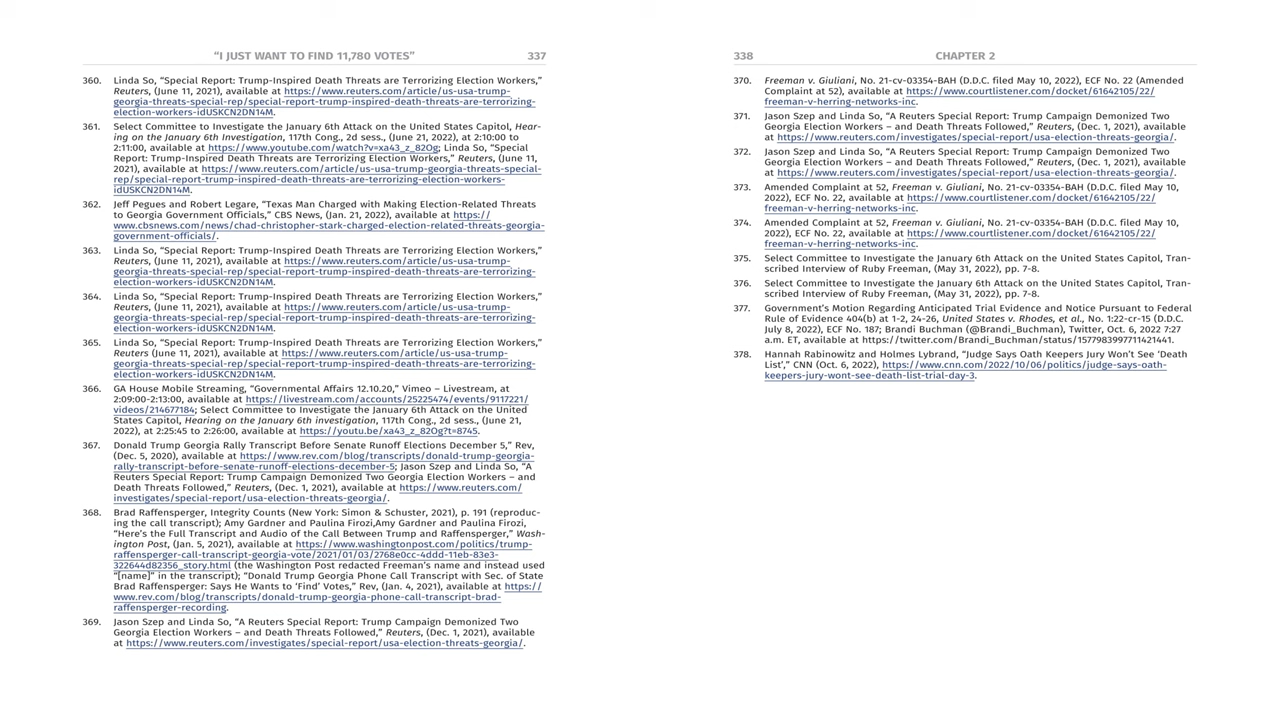 “I JUST WANT TO FIND 11,780 VOTES” 337
360. Linda So, “Special Report: Trump-Inspired Death Threats are Terrorizing Election Workers,”
Reuters, (June 11, 2021), available at https://www.reuters.com/article/us-usa-trump-
georgia-threats-special-rep/special-report-trump-inspired-death-threats-are-terrorizing-
election-workers-idUSKCN2DN14M.
361. Select Committee to Investigate the January 6th Attack on the United States Capitol, Hear-
ing on the January 6th Investigation, 117th Cong., 2d sess., (June 21, 2022), at 2:10:00 to
2:11:00, available at https://www.youtube.com/watch?v=xa43_z_82Og; Linda So, “Special
Report: Trump-Inspired Death Threats are Terrorizing Election Workers,” Reuters, (June 11,
2021), available at https://www.reuters.com/article/us-usa-trump-georgia-threats-special-
rep/special-report-trump-inspired-death-threats-are-terrorizing-election-workers-
idUSKCN2DN14M.
362. Jeff Pegues and Robert Legare, “Texas Man Charged with Making Election-Related Threats
to Georgia Government Officials,” CBS News, (Jan. 21, 2022), available at https://
www.cbsnews.com/news/chad-christopher-stark-charged-election-related-threats-georgia-
government-officials/.
363. Linda So, “Special Report: Trump-Inspired Death Threats are Terrorizing Election Workers,”
Reuters, (June 11, 2021), available at https://www.reuters.com/article/us-usa-trump-
georgia-threats-special-rep/special-report-trump-inspired-death-threats-are-terrorizing-
election-workers-idUSKCN2DN14M.
364. Linda So, “Special Report: Trump-Inspired Death Threats are Terrorizing Election Workers,”
Reuters, (June 11, 2021), available at https://www.reuters.com/article/us-usa-trump-
georgia-threats-special-rep/special-report-trump-inspired-death-threats-are-terrorizing-
election-workers-idUSKCN2DN14M.
365. Linda So, “Special Report: Trump-Inspired Death Threats are Terrorizing Election Workers,”
Reuters (June 11, 2021), available at https://www.reuters.com/article/us-usa-trump-
georgia-threats-special-rep/special-report-trump-inspired-death-threats-are-terrorizing-
election-workers-idUSKCN2DN14M.
366. GA House Mobile Streaming, “Governmental Affairs 12.10.20,” Vimeo – Livestream, at
2:09:00-2:13:00, available at https://livestream.com/accounts/25225474/events/9117221/
videos/214677184; Select Committee to Investigate the January 6th Attack on the United
States Capitol, Hearing on the January 6th investigation, 117th Cong., 2d sess., (June 21,
2022), at 2:25:45 to 2:26:00, available at https://youtu.be/xa43_z_82Og?t=8745.
367. Donald Trump Georgia Rally Transcript Before Senate Runoff Elections December 5,” Rev,
(Dec. 5, 2020), available at https://www.rev.com/blog/transcripts/donald-trump-georgia-
rally-transcript-before-senate-runoff-elections-december-5; Jason Szep and Linda So, “A
Reuters Special Report: Trump Campaign Demonized Two Georgia Election Workers – and
Death Threats Followed,” Reuters, (Dec. 1, 2021), available at https://www.reuters.com/
investigates/special-report/usa-election-threats-georgia/.
368. Brad Raffensperger, Integrity Counts (New York: Simon & Schuster, 2021), p. 191 (reproduc-
ing the call transcript); Amy Gardner and Paulina Firozi,Amy Gardner and Paulina Firozi,
“Here’s the Full Transcript and Audio of the Call Between Trump and Raffensperger,” Wash-
ington Post, (Jan. 5, 2021), available at https://www.washingtonpost.com/politics/trump-
raffensperger-call-transcript-georgia-vote/2021/01/03/2768e0cc-4ddd-11eb-83e3-
322644d82356_story.html (the Washington Post redacted Freeman’s name and instead used
“[name]” in the transcript); “Donald Trump Georgia Phone Call Transcript with Sec. of State
Brad Raffensperger: Says He Wants to ‘Find’ Votes,” Rev, (Jan. 4, 2021), available at https://
www.rev.com/blog/transcripts/donald-trump-georgia-phone-call-transcript-brad-
raffensperger-recording.
369. Jason Szep and Linda So, “A Reuters Special Report: Trump Campaign Demonized Two
Georgia Election Workers – and Death Threats Followed,” Reuters, (Dec. 1, 2021), available
at https://www.reuters.com/investigates/special-report/usa-election-threats-georgia/.
338 CHAPTER 2
370. Freeman v. Giuliani, No. 21-cv-03354-BAH (D.D.C. filed May 10, 2022), ECF No. 22 (Amended
Complaint at 52), available at https://www.courtlistener.com/docket/61642105/22/
freeman-v-herring-networks-inc.
371. Jason Szep and Linda So, “A Reuters Special Report: Trump Campaign Demonized Two
Georgia Election Workers – and Death Threats Followed,” Reuters, (Dec. 1, 2021), available
at https://www.reuters.com/investigates/special-report/usa-election-threats-georgia/.
372. Jason Szep and Linda So, “A Reuters Special Report: Trump Campaign Demonized Two
Georgia Election Workers – and Death Threats Followed,” Reuters, (Dec. 1, 2021), available
at https://www.reuters.com/investigates/special-report/usa-election-threats-georgia/.
373. Amended Complaint at 52, Freeman v. Giuliani, No. 21-cv-03354-BAH (D.D.C. filed May 10,
2022), ECF No. 22, available at https://www.courtlistener.com/docket/61642105/22/
freeman-v-herring-networks-inc.
374. Amended Complaint at 52, Freeman v. Giuliani, No. 21-cv-03354-BAH (D.D.C. filed May 10,
2022), ECF No. 22, available at https://www.courtlistener.com/docket/61642105/22/
freeman-v-herring-networks-inc.
375. Select Committee to Investigate the January 6th Attack on the United States Capitol, Tran-
scribed Interview of Ruby Freeman, (May 31, 2022), pp. 7-8.
376. Select Committee to Investigate the January 6th Attack on the United States Capitol, Tran-
scribed Interview of Ruby Freeman, (May 31, 2022), pp. 7-8.
377. Government’s Motion Regarding Anticipated Trial Evidence and Notice Pursuant to Federal
Rule of Evidence 404(b) at 1-2, 24-26, United States v. Rhodes, et al., No. 1:22-cr-15 (D.D.C.
July 8, 2022), ECF No. 187; Brandi Buchman (@Brandi_Buchman), Twitter, Oct. 6, 2022 7:27
a.m. ET, available at https://twitter.com/Brandi_Buchman/status/1577983997711421441.
378. Hannah Rabinowitz and Holmes Lybrand, “Judge Says Oath Keepers Jury Won’t See ‘Death
List’,” CNN (Oct. 6, 2022), https://www.cnn.com/2022/10/06/politics/judge-says-oath-
keepers-jury-wont-see-death-list-trial-day-3.